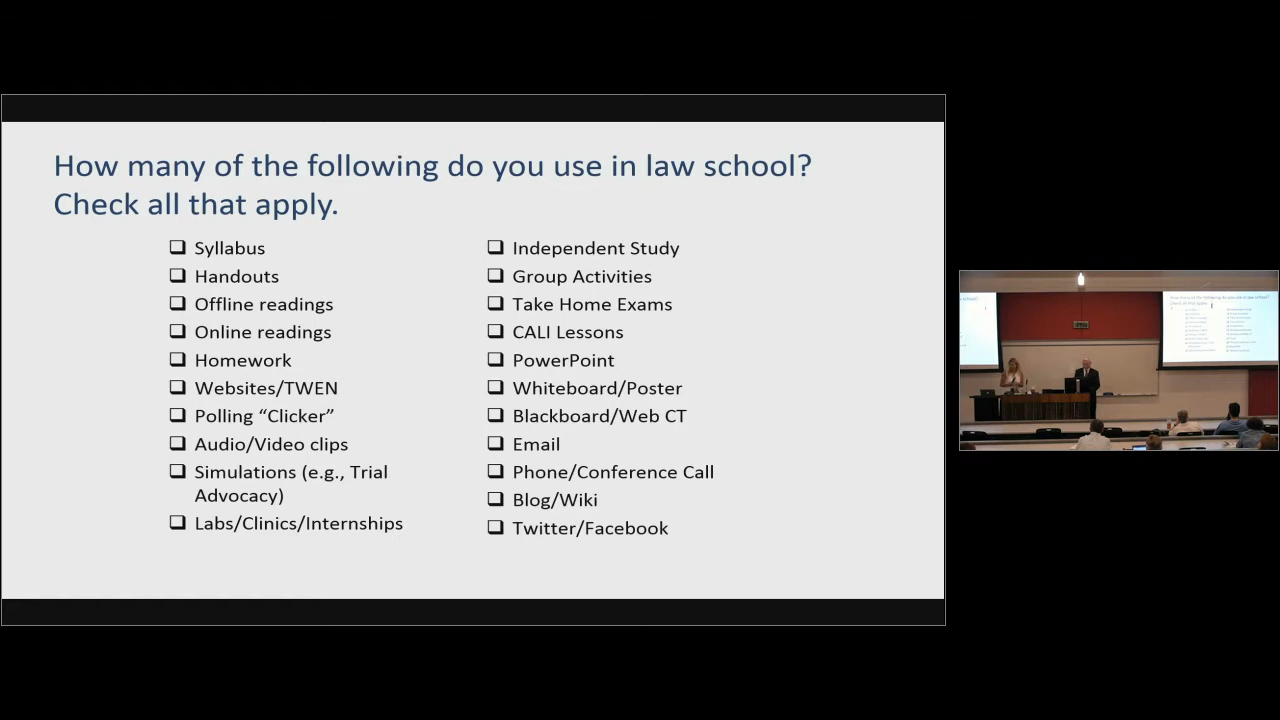 How many of the following do you use in law school?
Check all that apply.
❑ Syllabus
❑ Handouts
❑ Offline readings
❑ Online readings
❑ Homework
❑ Websites/TWEN
❑ Polling “Clicker”
❑ Audio/Video clips
❑ Simulations (e.g., Trial
Advocacy)
❑ Labs/Clinics/Internships
❑ Independent Study
❑ Group Activities
❑ Take Home Exams
❑ CALI Lessons
❑ PowerPoint
❑ Whiteboard/Poster
❑ Blackboard/Web CT
❑ Email
❑ Phone/Conference Call
❑ Blog/Wiki
❑ Twitter/Facebook